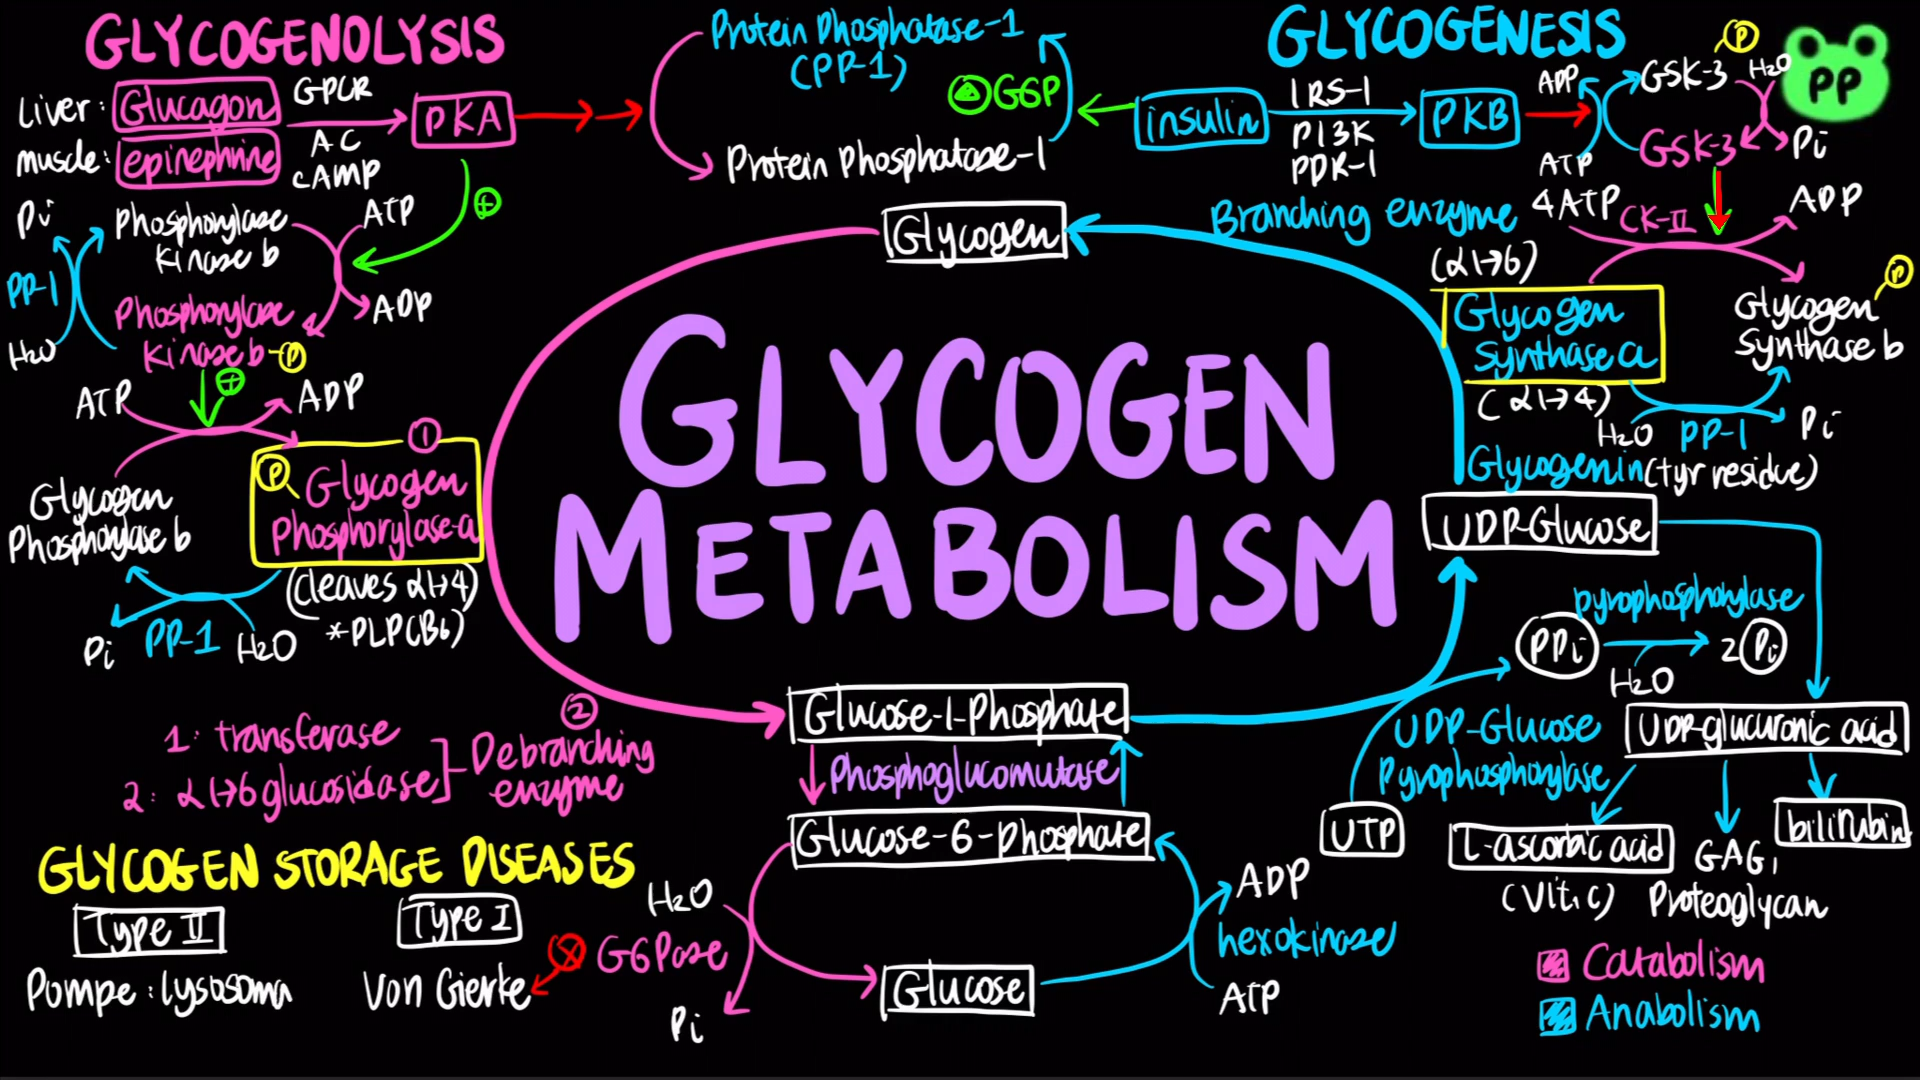 GLYCOGENOLYSIS
liver: Glucagon
muscle: epinephrine
GPCR
AC
cAMP
PKA
Protein Phosphatase-1
(PP-1)
G6P
Protein Phosphatase-1
GLYCOGENESIS
insulin
IRS-1
PI3K
PDK-1
PKB
ADP
ATP
GSK-3
P
H2O
PP
GSK-3
Pi
Pi
Phosphorylase
Kinase b
ATP
+
PP-1
Phosphorylase
Kinase b-P
ADP
H2O
+
ATP
ADP
Glycogen
Phosphorylase b
1
P
Glycogen
Phosphorylase-a
(cleaves α1→4)
*PLP(B6)
Pi
PP-1
H2O
Glycogen
Branching enzyme
(α1→6)
4ATP
CK-II
ADP
Glycogen
Synthase a
(α1→4)
P
Glycogen
Synthase b
H2O
PP-1
Pi
Glycogenin (tyr residue)
GLYCOGEN
METABOLISM
UDP-Glucose
pyrophosphorylase
PPi
2 Pi
H2O
UDP-Glucose
Pyrophosphorylase
UTP
UDP-glucuronic acid
L-ascorbic acid
(Vit. C)
GAG,
Proteoglycan
bilirubin
2
1. transferase
2. α1→6 glucosidase
Debranching
enzyme
Glucose-1-Phosphate
Phosphoglucomutase
Glucose-6-phosphate
H2O
G6Pase
Pi
Glucose
ADP
hexokinase
ATP
GLYCOGEN STORAGE DISEASES
Type II
Pompe: lysosoma
Type I
Von Gierke
Catabolism
Anabolism